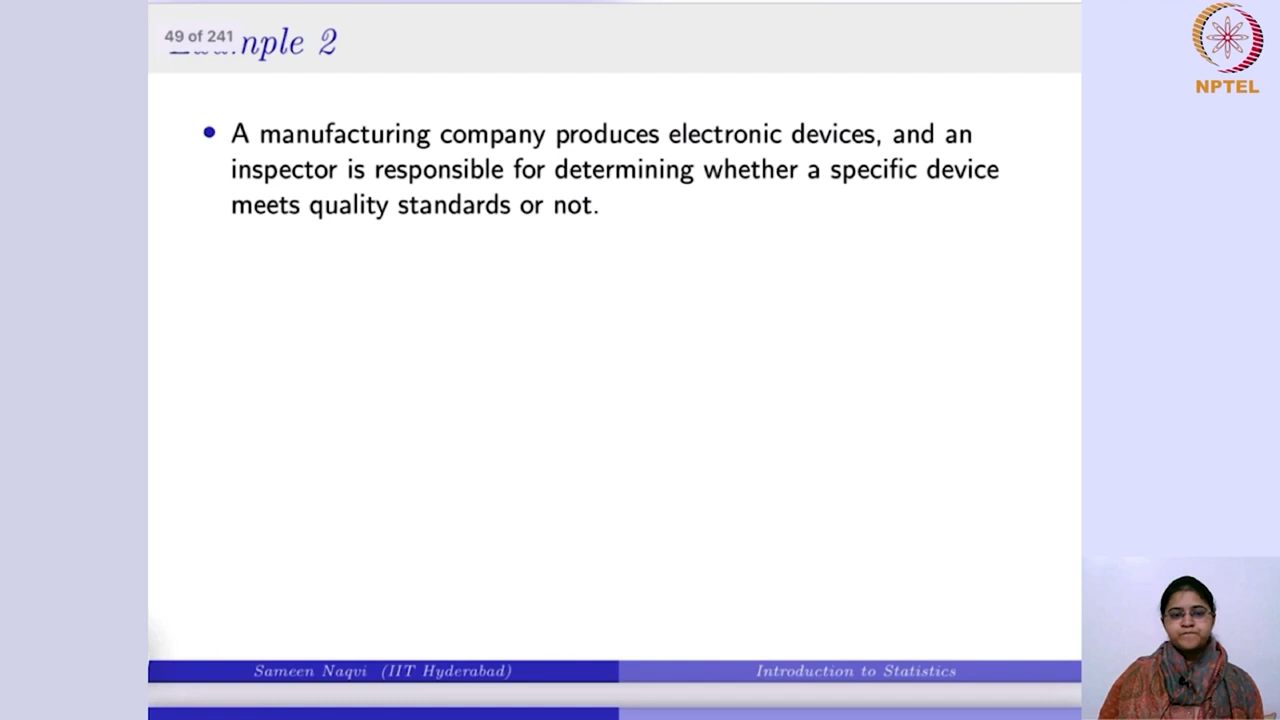 49 of 241
nple 2
NPTEL
A manufacturing company produces electronic devices, and an
inspector is responsible for determining whether a specific device
meets quality standards or not.
Sameen Naqvi (IIT Hyderabad)
Introduction to Statistics